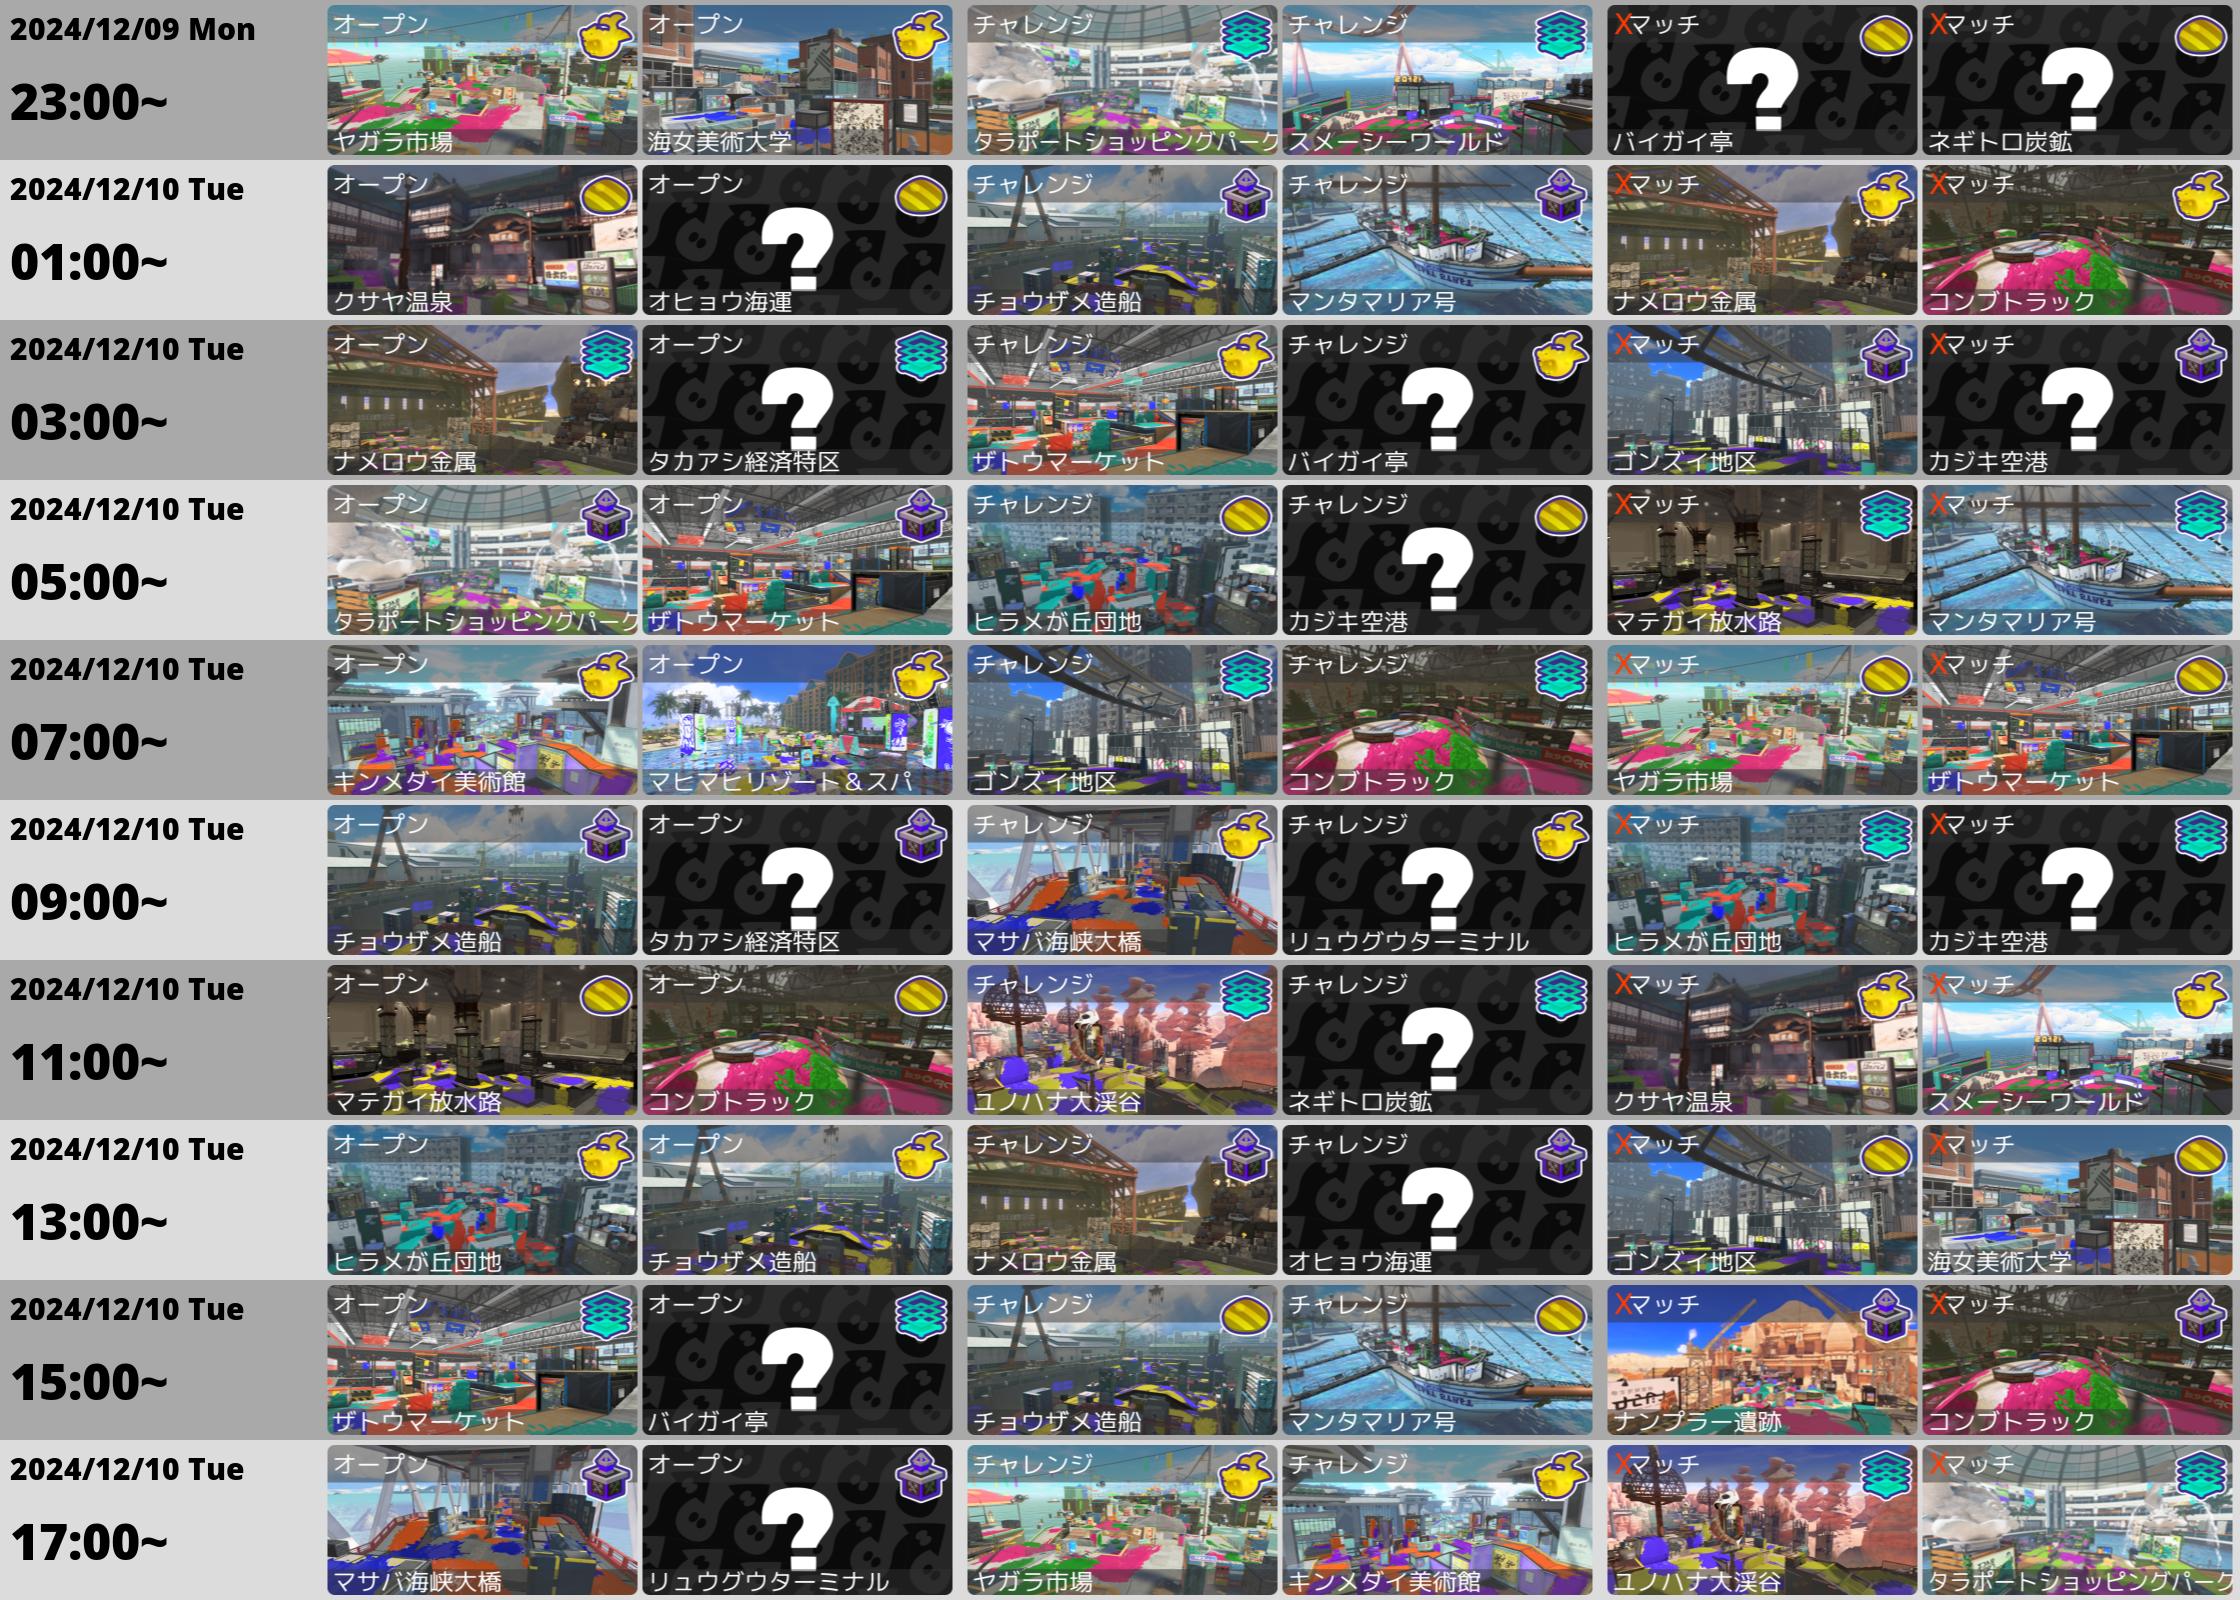 2024/12/09 Mon
23:00~
オープン
ヤガラ市場
オープン
海女美術大学
チャレンジ
タラポートショッピングパーク
チャレンジ
スメーシーワールド
Xマッチ
?
バイガイ亭
Xマッチ
?
ネギトロ炭鉱
2024/12/10 Tue
01:00~
オープン
クサヤ温泉
オープン
?
オヒョウ海運
チャレンジ
チョウザメ造船
チャレンジ
マンタマリア号
Xマッチ
ナメロウ金属
Xマッチ
コンブトラック
2024/12/10 Tue
03:00~
オープン
ナメロウ金属
オープン
?
タカアシ経済特区
チャレンジ
ザトウマーケット
チャレンジ
?
バイガイ亭
Xマッチ
ゴンズイ地区
Xマッチ
?
カジキ空港
2024/12/10 Tue
05:00~
オープン
タラポートショッピングパーク
オープン
ザトウマーケット
チャレンジ
ヒラメが丘団地
チャレンジ
?
カジキ空港
Xマッチ
マテガイ放水路
Xマッチ
マンタマリア号
2024/12/10 Tue
07:00~
オープン
キンメダイ美術館
オープン
マヒマヒリゾート&スパ
チャレンジ
ゴンズイ地区
チャレンジ
コンブトラック
Xマッチ
ヤガラ市場
Xマッチ
ザトウマーケット
2024/12/10 Tue
09:00~
オープン
チョウザメ造船
オープン
?
タカアシ経済特区
チャレンジ
マサバ海峡大橋
チャレンジ
?
リュウグウターミナル
Xマッチ
ヒラメが丘団地
Xマッチ
?
カジキ空港
2024/12/10 Tue
11:00~
オープン
マテガイ放水路
オープン
コンブトラック
チャレンジ
ユノハナ大渓谷
チャレンジ
?
ネギトロ炭鉱
Xマッチ
クサヤ温泉
Xマッチ
スメーシーワールド
2024/12/10 Tue
13:00~
オープン
ヒラメが丘団地
オープン
チョウザメ造船
チャレンジ
ナメロウ金属
チャレンジ
?
オヒョウ海運
Xマッチ
ゴンズイ地区
Xマッチ
海女美術大学
2024/12/10 Tue
15:00~
オープン
ザトウマーケット
オープン
?
バイガイ亭
チャレンジ
チョウザメ造船
チャレンジ
マンタマリア号
Xマッチ
ナンプラー遺跡
Xマッチ
コンブトラック
2024/12/10 Tue
17:00~
オープン
マサバ海峡大橋
オープン
?
リュウグウターミナル
チャレンジ
ヤガラ市場
チャレンジ
キンメダイ美術館
Xマッチ
ユノハナ大渓谷
Xマッチ
タラポートショッピングパーク